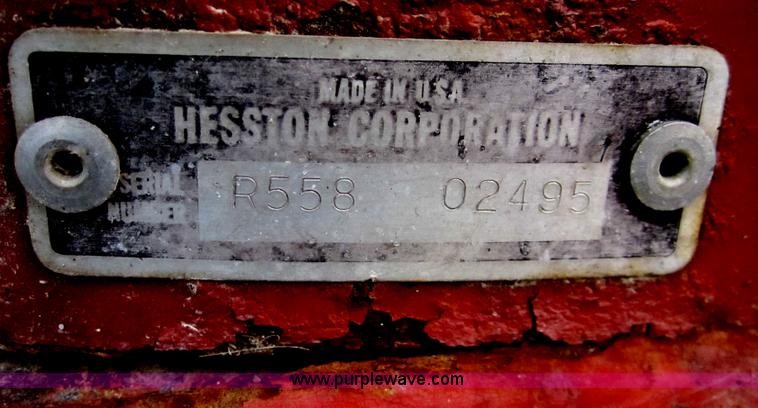 MADE IN U.S.A.
HESSTON CORPORATION
SERIAL
NUMBER R558 02495
www.purplewave.com